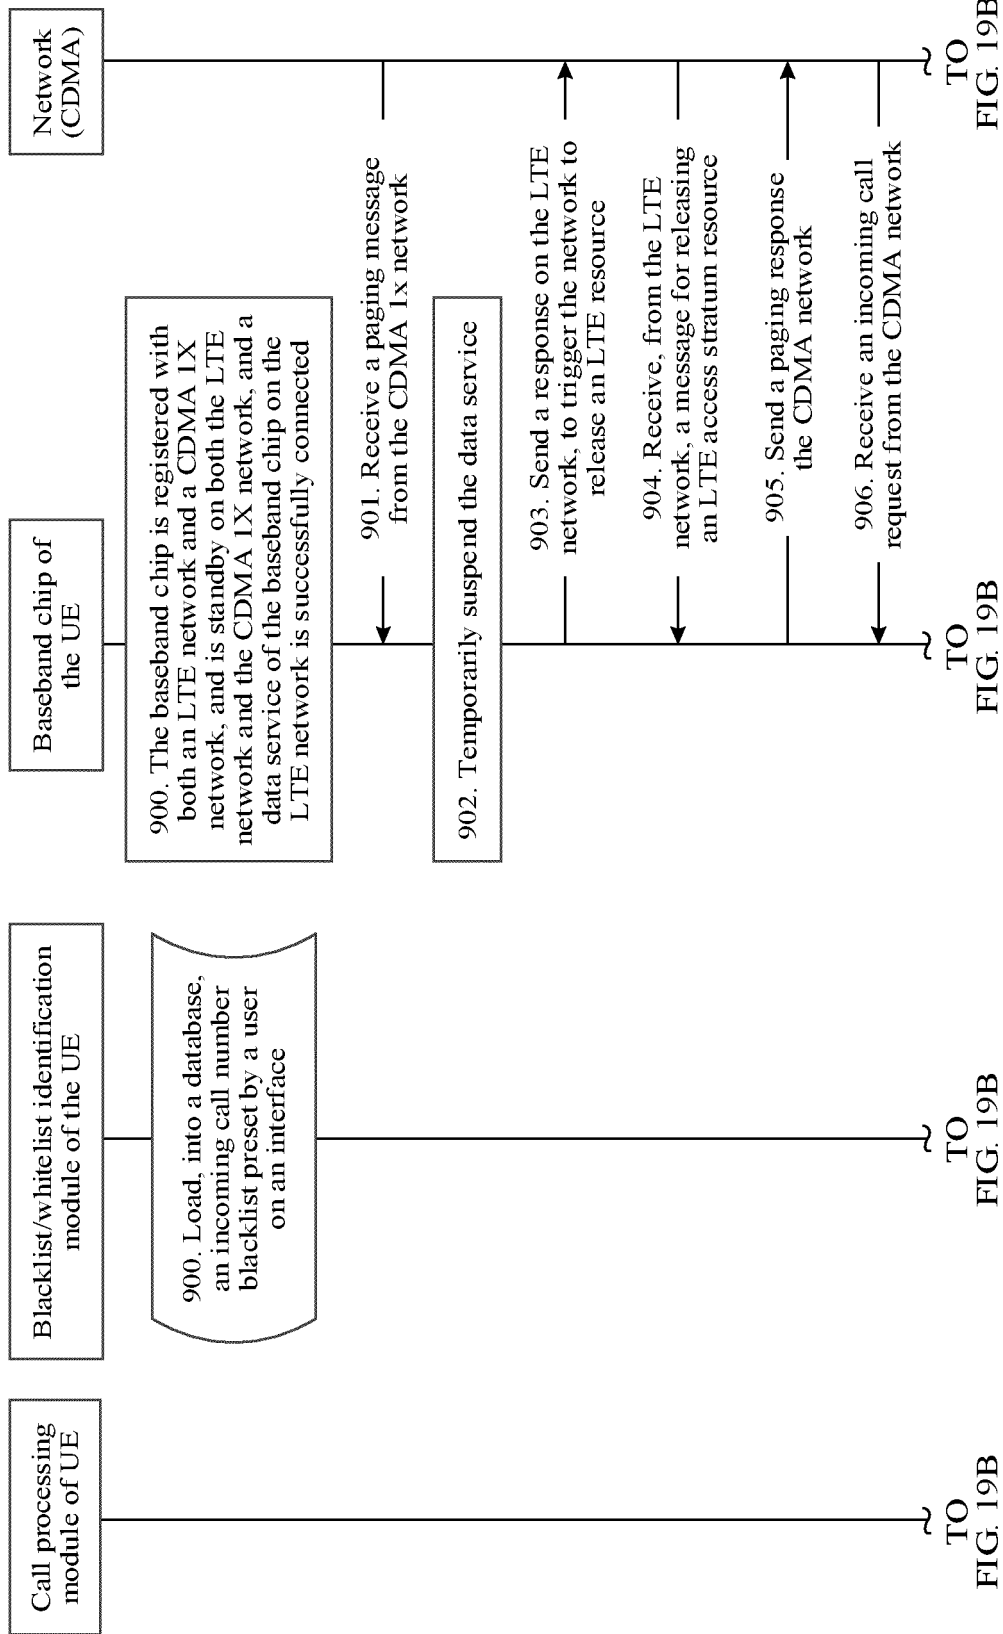 Call processing
module of UE
Blacklist/whitelist identification
module of the UE
Baseband chip of
the UE
Network
(CDMA)
900. Load, into a database,
an incoming call number
blacklist preset by a user
on an interface
900. The baseband chip is registered with
both an LTE network and a CDMA 1X
network, and is standby on both the LTE
network and the CDMA 1X network, and a
data service of the baseband chip on the
LTE network is successfully connected
901. Receive a paging message
from the CDMA 1x network
902. Temporarily suspend the data service
903. Send a response on the LTE
network, to trigger the network to
release an LTE resource
904. Receive, from the LTE
network, a message for releasing
an LTE access stratum resource
905. Send a paging response
the CDMA network
906. Receive an incoming call
request from the CDMA network
TO
FIG. 19B
TO
FIG. 19B
TO
FIG. 19B
TO
FIG. 19B